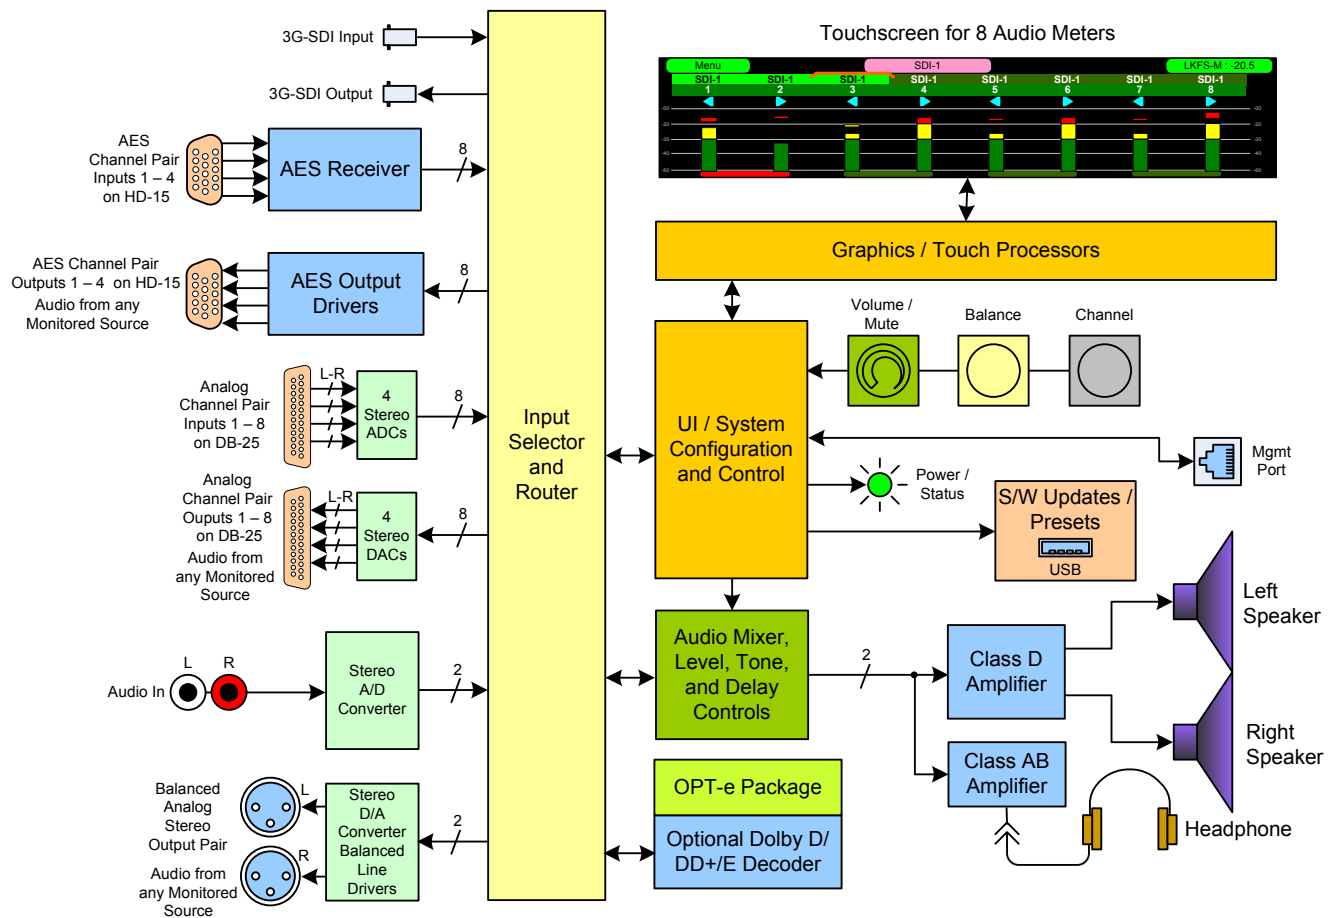 3G-SDI Input
3G-SDI Output
AES
Channel Pair
Inputs 1 – 4
on HD-15
AES Receiver
8
AES Channel Pair
Outputs 1 – 4 on HD-15
Audio from any
Monitored Source
AES Output
Drivers
8
Analog
Channel Pair
Inputs 1 – 8
on DB-25
L-R
4
Stereo
ADCs
8
Analog
Channel Pair
Ouputs 1 – 8
on DB-25
Audio from
any Monitored
Source
L-R
4
Stereo
DACs
8
Audio In
L
R
Stereo
A/D
Converter
2
Balanced
Analog
Stereo
Output Pair
Audio from
any Monitored
Source
L
R
Stereo
D/A
Converter
Balanced
Line
Drivers
2
Input
Selector
and
Router
Touchscreen for 8 Audio Meters
Menu
SDI-1
LKFS-M : -20.5
SDI-1 SDI-1 SDI-1 SDI-1 SDI-1 SDI-1 SDI-1 SDI-1
1 2 3 4 5 6 7 8
Graphics / Touch Processors
Volume /
Mute
Balance
Channel
UI / System
Configuration
and Control
Mgmt
Port
Power /
Status
S/W Updates /
Presets
USB
Audio Mixer,
Level, Tone,
and Delay
Controls
2
Class D
Amplifier
Left
Speaker
Right
Speaker
Class AB
Amplifier
Headphone
OPT-e Package
Optional Dolby D/
DD+/E Decoder